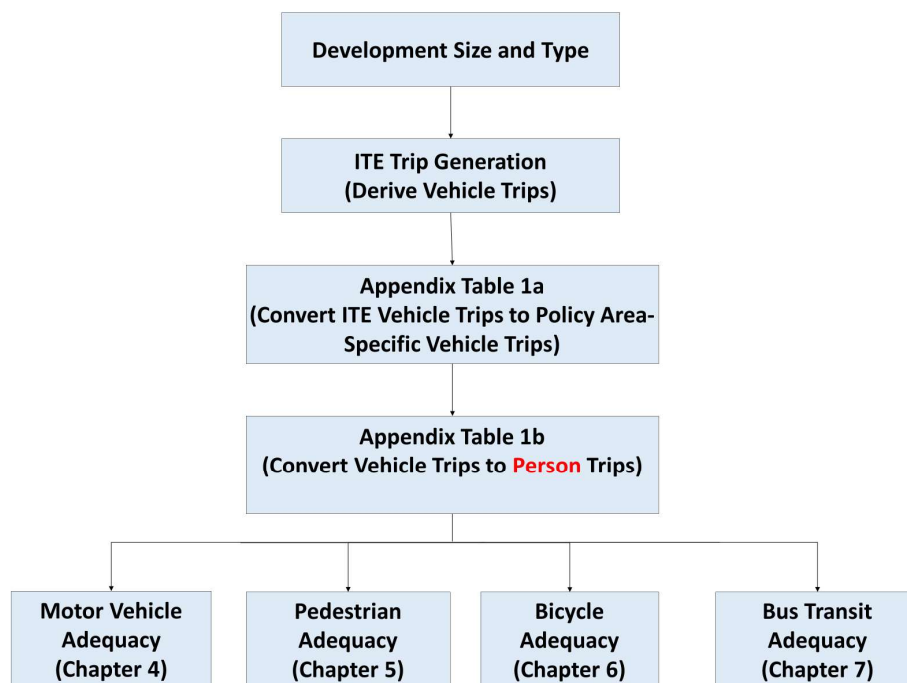 Development Size and Type
ITE Trip Generation
(Derive Vehicle Trips)
Appendix Table 1a
(Convert ITE Vehicle Trips to Policy Area-
Specific Vehicle Trips)
Appendix Table 1b
(Convert Vehicle Trips to Person Trips)
Motor Vehicle
Adequacy
(Chapter 4)
Pedestrian
Adequacy
(Chapter 5)
Bicycle
Adequacy
(Chapter 6)
Bus Transit
Adequacy
(Chapter 7)